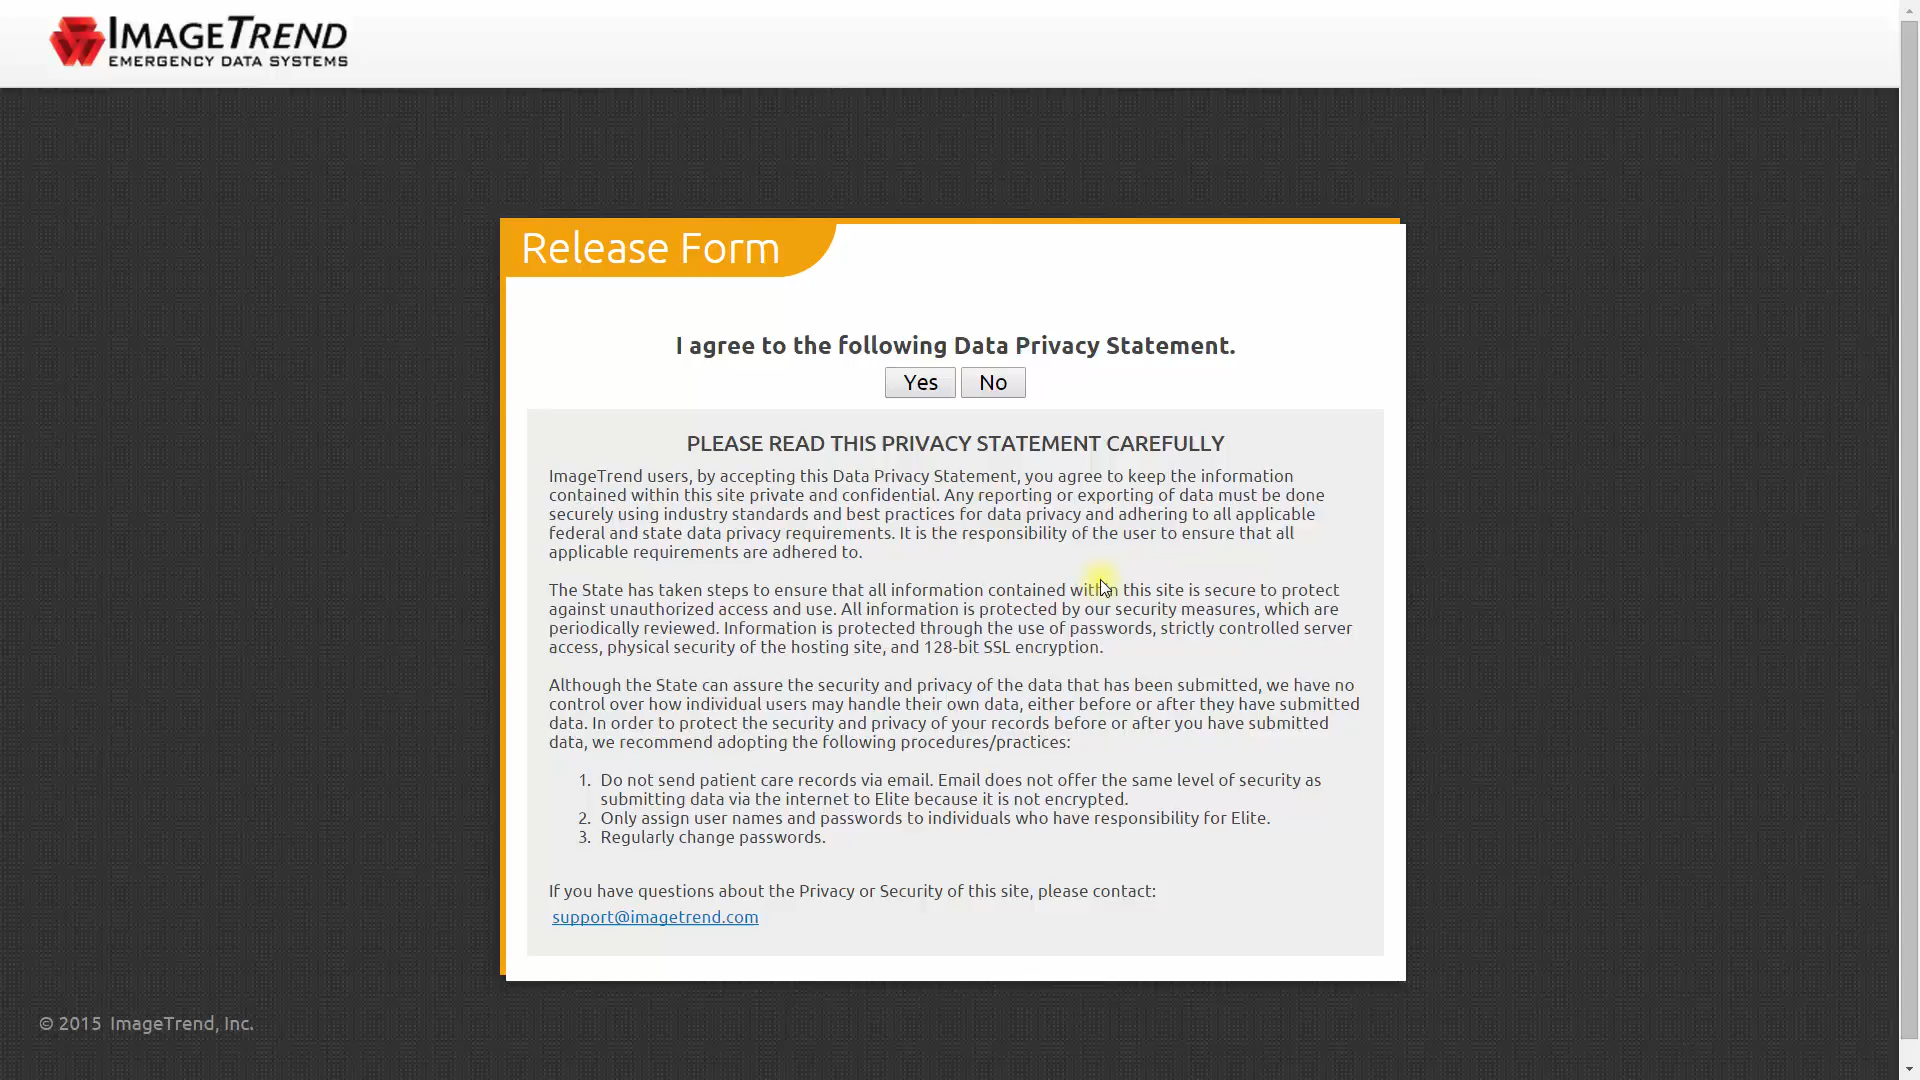 IMAGETREND
EMERGENCY DATA SYSTEMS
Release Form
I agree to the following Data Privacy Statement.
Yes No
PLEASE READ THIS PRIVACY STATEMENT CAREFULLY
ImageTrend users, by accepting this Data Privacy Statement, you agree to keep the information
contained within this site private and confidential. Any reporting or exporting of data must be done
securely using industry standards and best practices for data privacy and adhering to all applicable
federal and state data privacy requirements. It is the responsibility of the user to ensure that all
applicable requirements are adhered to.
The State has taken steps to ensure that all information contained within this site is secure to protect
against unauthorized access and use. All information is protected by our security measures, which are
periodically reviewed. Information is protected through the use of passwords, strictly controlled server
access, physical security of the hosting site, and 128-bit SSL encryption.
Although the State can assure the security and privacy of the data that has been submitted, we have no
control over how individual users may handle their own data, either before or after they have submitted
data. In order to protect the security and privacy of your records before or after you have submitted
data, we recommend adopting the following procedures/practices:
1. Do not send patient care records via email. Email does not offer the same level of security as
submitting data via the internet to Elite because it is not encrypted.
2. Only assign user names and passwords to individuals who have responsibility for Elite.
3. Regularly change passwords.
If you have questions about the Privacy or Security of this site, please contact:
support@imagetrend.com
© 2015 ImageTrend, Inc.